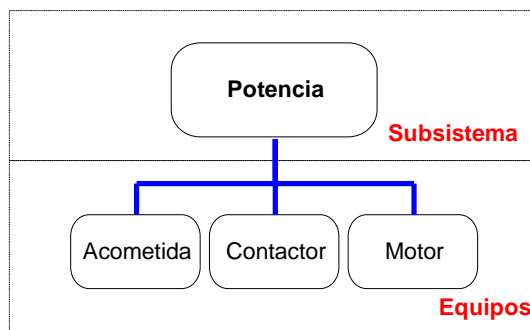 Potencia
Subsistema
Acometida
Contactor
Motor
Equipos